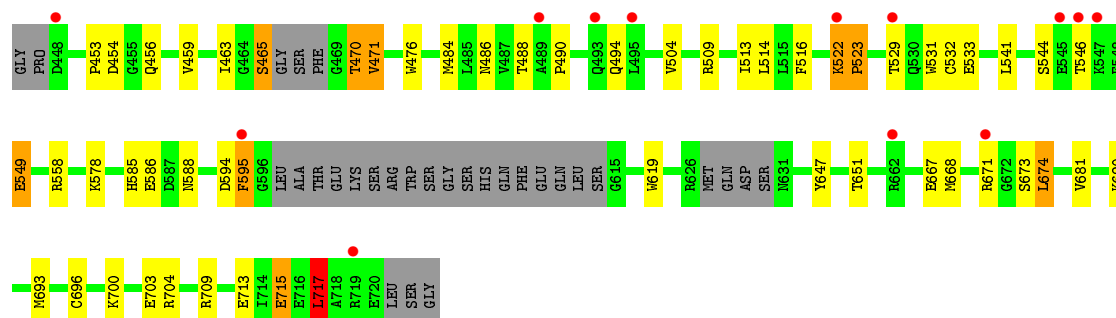 GLY PRO D448 P453 D454 G455 Q456 V459 I463 G464 S465 GLY SER PHE G469 T470 V471 W476 M484 L485 N486 V487 T488 A489 P490 Q493 Q494 L495 V504 R509 I513 L514 L515 F516 K522 P523 T529 Q530 W531 C532 E533 L541 S544 E545 T546 K547
E549 R558 K578 H585 E586 D587 N588 D594 F595 G596 LEU ALA THR GLU LYS SER ARG TRP SER GLY SER HIS GLN PHE GLU GLN LEU SER G615 W619 R626 MET GLN ASP SER N631 Y647 T651 R662 E667 M668 R671 G672 S673 L674 V681
M693 C696 K700 E703 R704 R709 E713 I714 E715 E716 L717 A718 R719 E720 LEU SER GLY